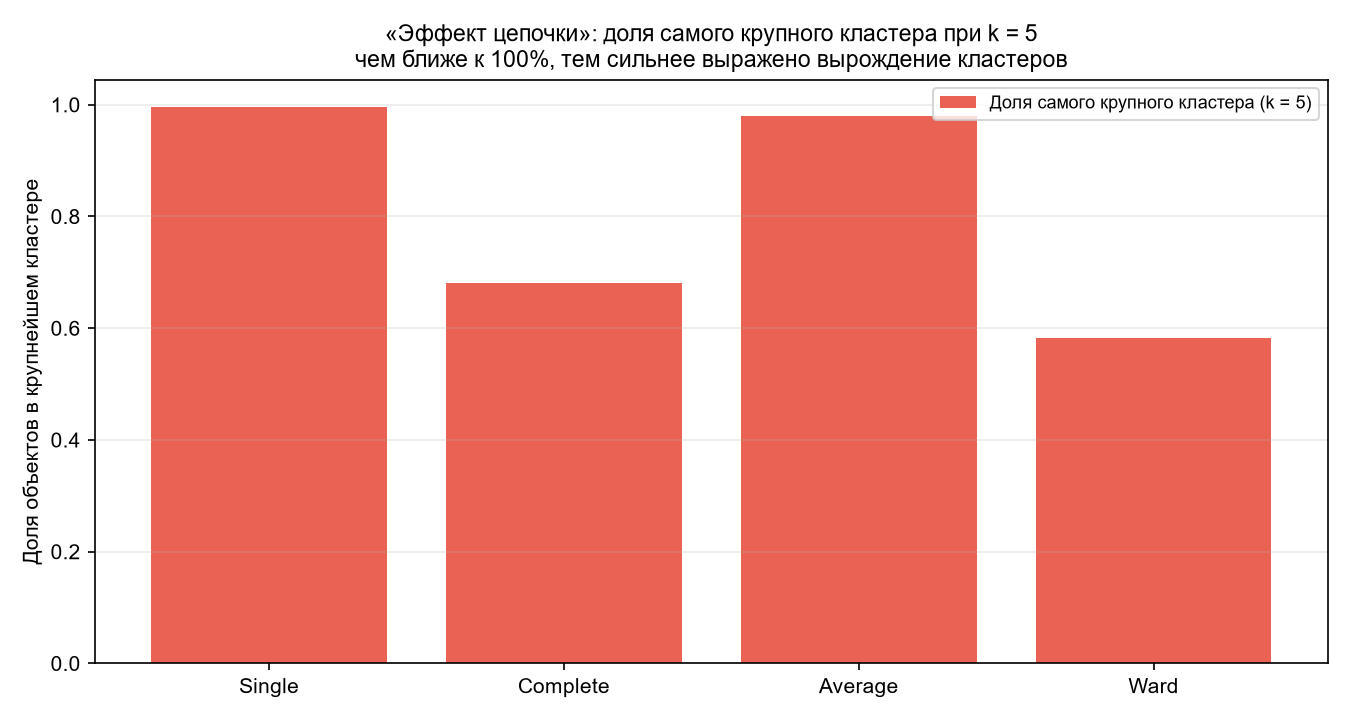 «Эффект цепочки»: доля самого крупного кластера при k = 5
чем ближе к 100%, тем сильнее выражено вырождение кластеров
Доля самого крупного кластера (k = 5)
Доля объектов в крупнейшем кластере
1.0
0.8
0.6
0.4
0.2
0.0
Single Complete Average Ward